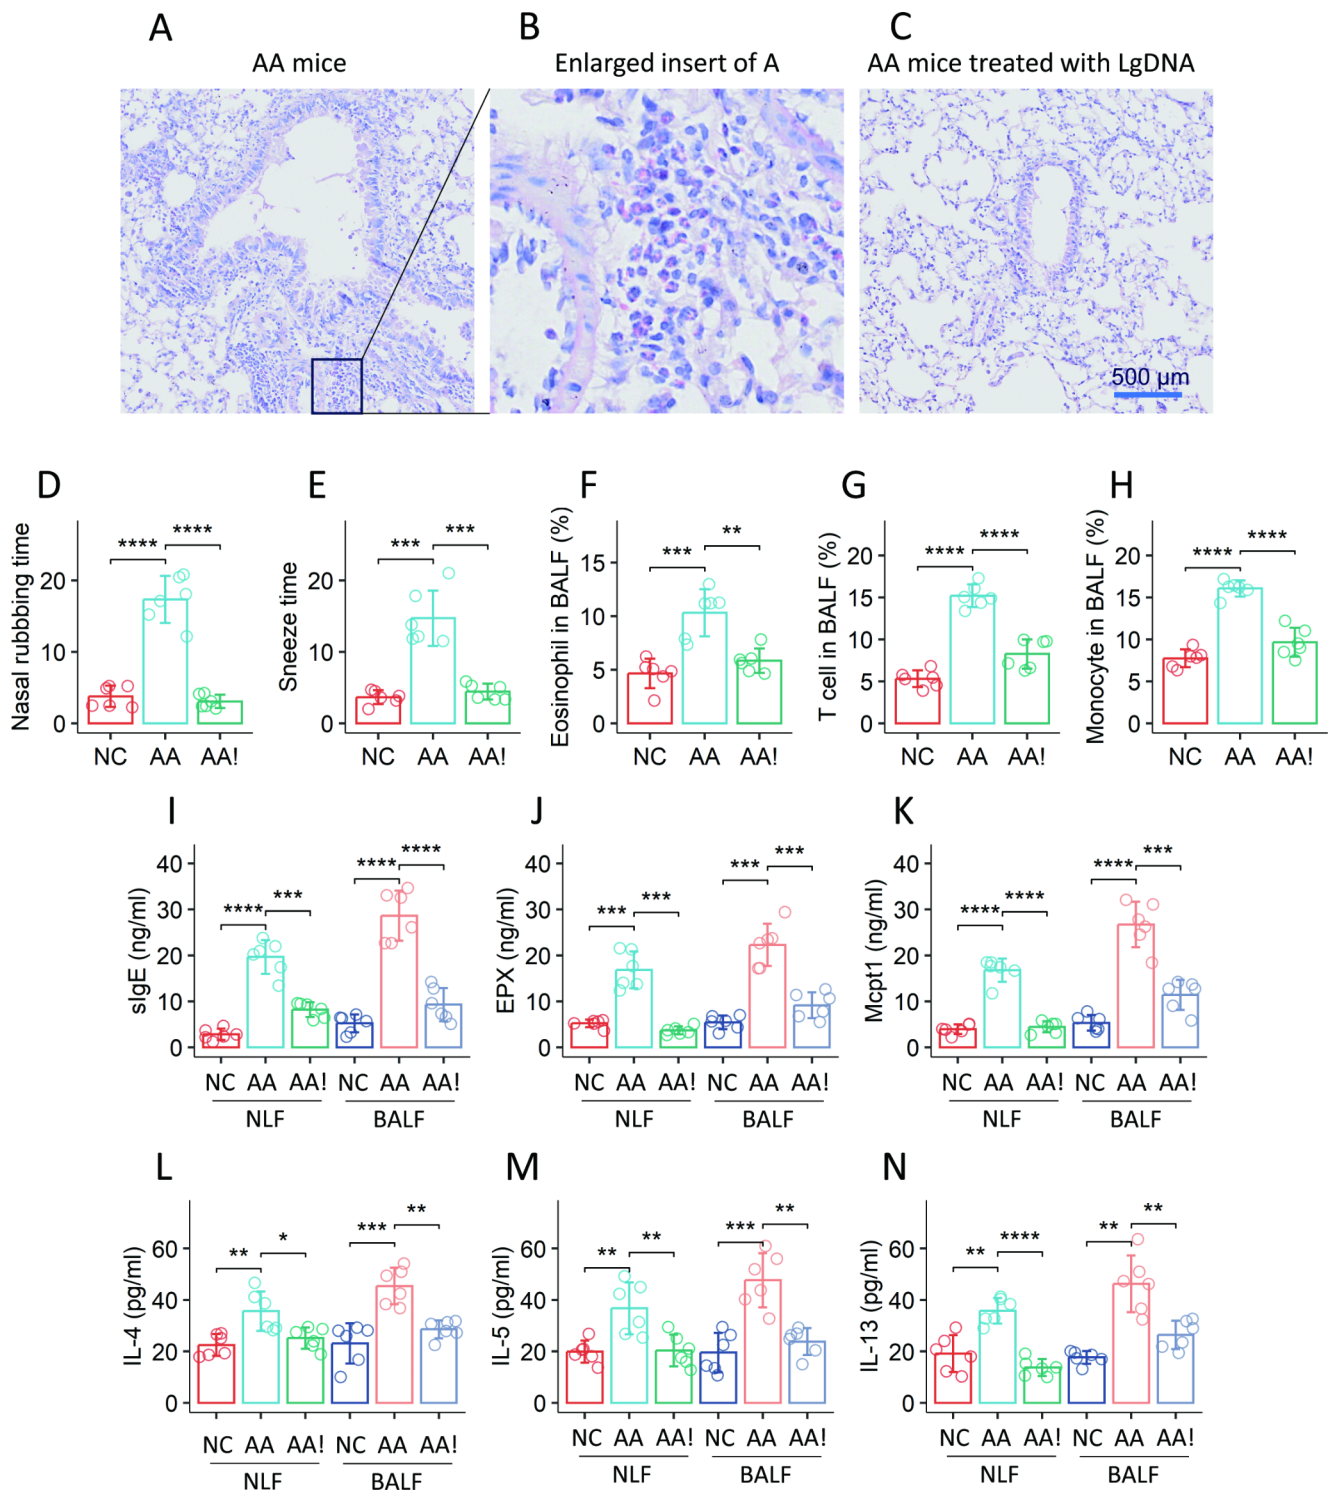 A
B
C
AA mice
Enlarged insert of A
AA mice treated with LgDNA
500 µm
D
E
F
G
H
Nasal rubbing time
20
10
0
****
****
NC AA AA!
Sneeze time
20
10
0
***
***
NC AA AA!
Eosinophil in BALF (%)
15
10
5
0
***
**
NC AA AA!
T cell in BALF (%)
20
15
10
5
0
****
****
NC AA AA!
Monocyte in BALF (%)
20
15
10
5
0
****
****
NC AA AA!
I
J
K
sIgE (ng/ml)
40
30
20
10
0
****
***
****
****
NC AA AA! NC AA AA!
NLF BALF
EPX (ng/ml)
40
30
20
10
0
***
***
***
***
NC AA AA! NC AA AA!
NLF BALF
Mcpt1 (ng/ml)
40
30
20
10
0
****
****
****
***
NC AA AA! NC AA AA!
NLF BALF
L
M
N
IL-4 (pg/ml)
60
40
20
0
**
*
***
**
NC AA AA! NC AA AA!
NLF BALF
IL-5 (pg/ml)
60
40
20
0
**
**
***
**
NC AA AA! NC AA AA!
NLF BALF
IL-13 (pg/ml)
60
40
20
0
**
****
**
**
NC AA AA! NC AA AA!
NLF BALF